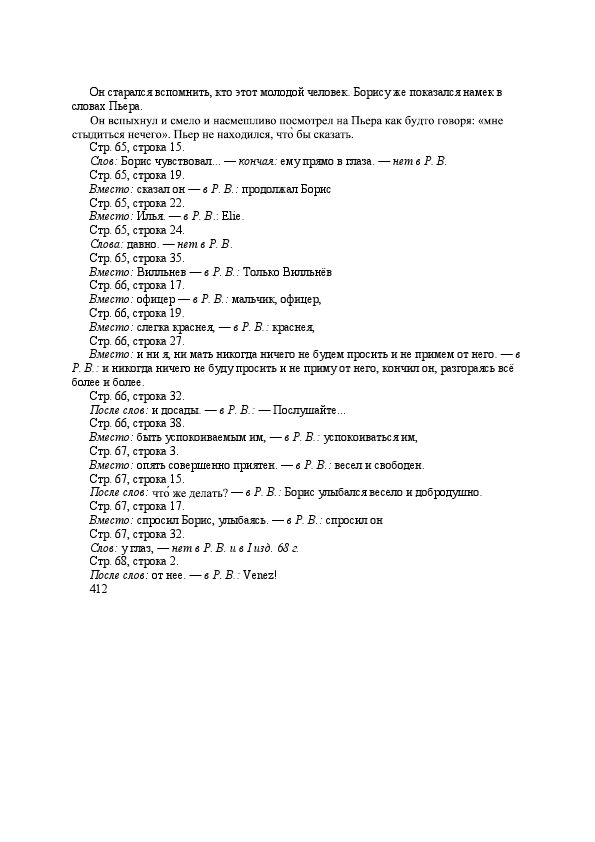 Он старался вспомнить, кто этот молодой человек. Борису же показался намек в
словах Пьера.
Он вспыхнул и смело и насмешливо посмотрел на Пьера как будто говоря: «мне
стыдиться нечего». Пьер не находился, что̀ бы сказать.
Стр. 65, строка 15.
Слов: Борис чувствовал... — кончая: ему прямо в глаза. — нет в Р. В.
Стр. 65, строка 19.
Вместо: сказал он — в Р. В.: продолжал Борис
Стр. 65, строка 22.
Вместо: Илья. — в Р. В.: Elie.
Стр. 65, строка 24.
Слова: давно. — нет в Р. В.
Стр. 65, строка 35.
Вместо: Вилльнев — в Р. В.: Только Вилльнёв
Стр. 66, строка 17.
Вместо: офицер — в Р. В.: мальчик, офицер,
Стр. 66, строка 19.
Вместо: слегка краснея, — в Р. В.: краснея,
Стр. 66, строка 27.
Вместо: и ни я, ни мать никогда ничего не будем просить и не примем от него. — в
Р. В.: и никогда ничего не буду просить и не приму от него, кончил он, разгораясь всё
более и более.
Стр. 66, строка 32.
После слов: и досады. — в Р. В.: — Послушайте...
Стр. 66, строка 38.
Вместо: быть успокоиваемым им, — в Р. В.: успокоиваться им,
Стр. 67, строка 3.
Вместо: опять совершенно приятен. — в Р. В.: весел и свободен.
Стр. 67, строка 15.
После слов: что́ же делать? — в Р. В.: Борис улыбался весело и добродушно.
Стр. 67, строка 17.
Вместо: спросил Борис, улыбаясь. — в Р. В.: спросил он
Стр. 67, строка 32.
Слов: у глаз, — нет в Р. В. и в I изд. 68 г.
Стр. 68, строка 2.
После слов: от нее. — в Р. В.: Venez!
412